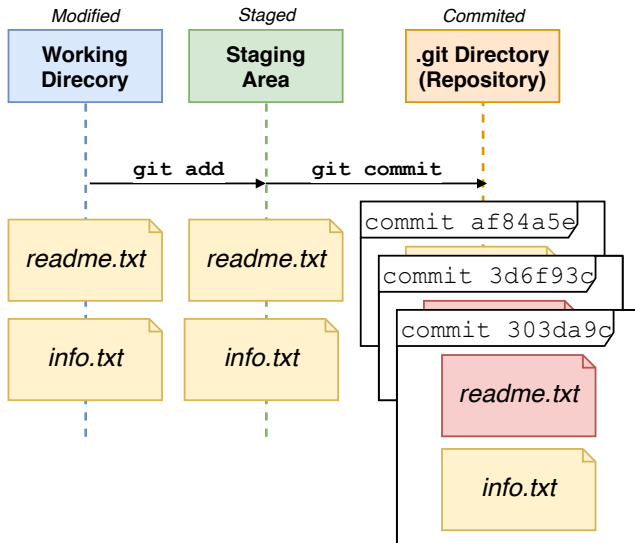 Modified
Staged
Commited
Working
Direcory
Staging
Area
.git Directory
(Repository)
git add
git commit
readme.txt
info.txt
readme.txt
info.txt
commit af84a5e
commit 3d6f93c
commit 303da9c
readme.txt
info.txt